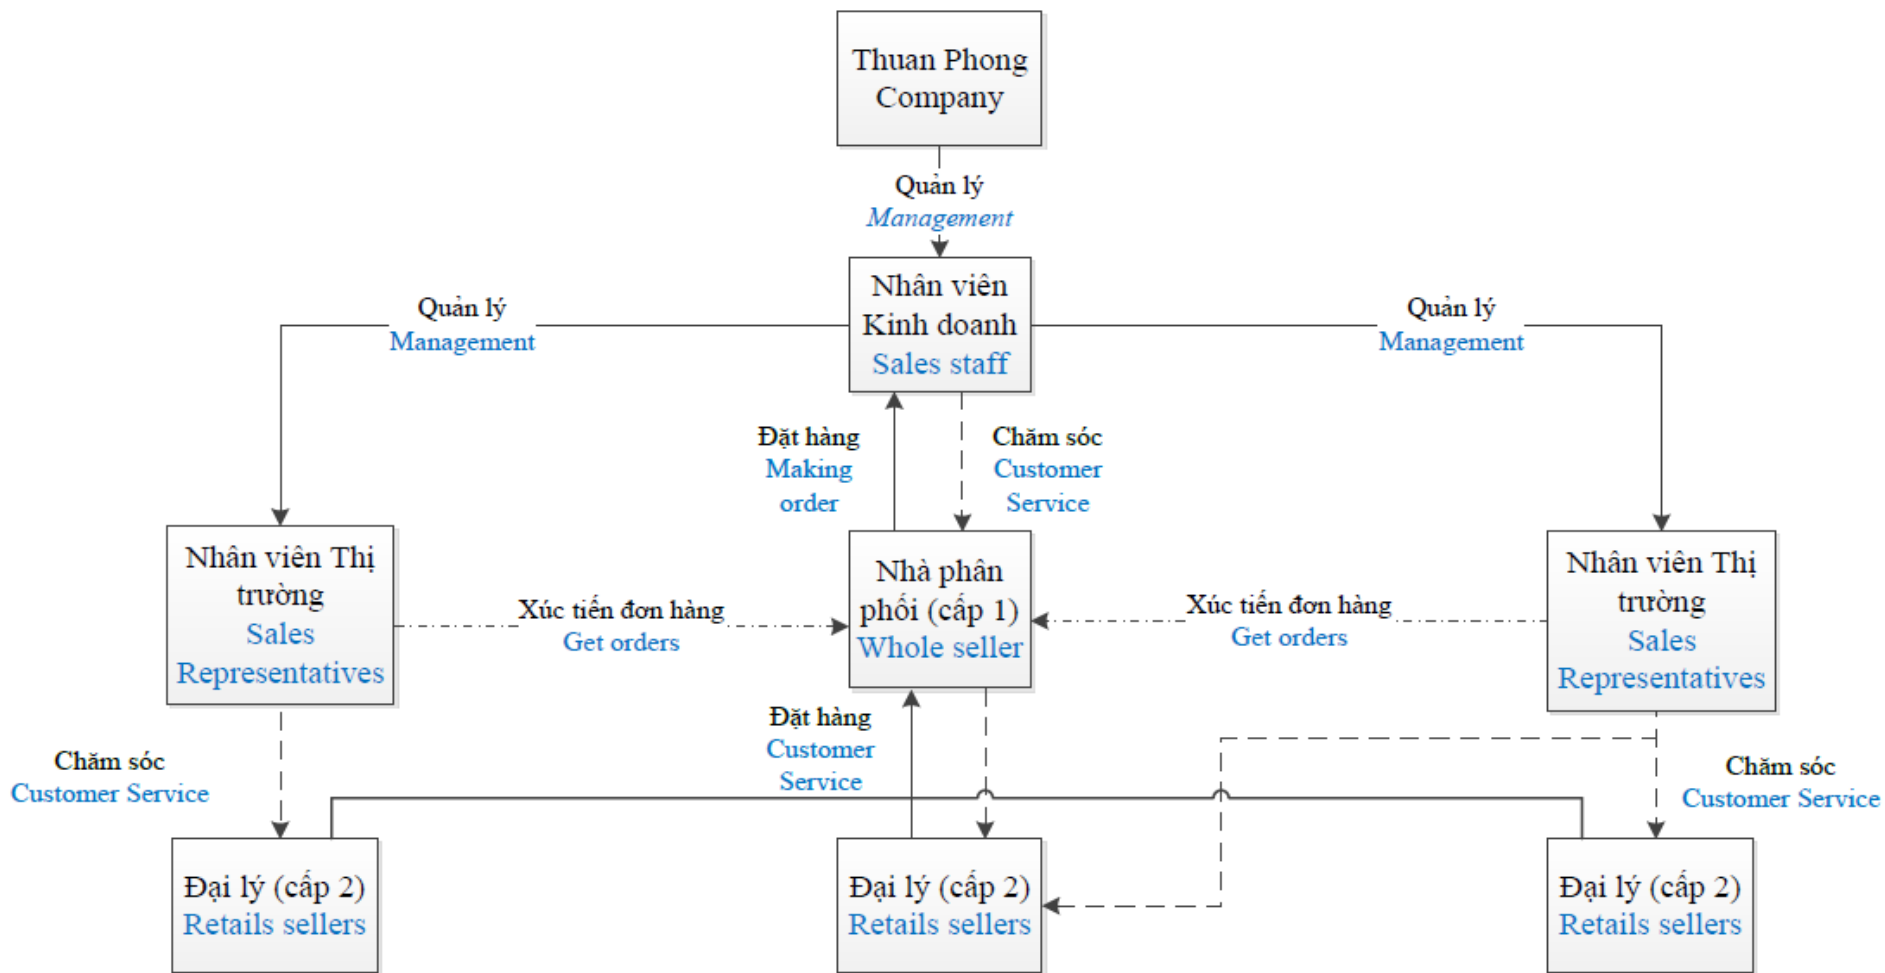 Thuan Phong
Company
Quản lý
Management
Nhân viên
Kinh doanh
Sales staff
Quản lý
Management
Quản lý
Management
Đặt hàng
Making
order
Chăm sóc
Customer
Service
Nhân viên Thị
trường
Sales
Representatives
Xúc tiến đơn hàng
Get orders
Nhà phân
phối (cấp 1)
Whole seller
Xúc tiến đơn hàng
Get orders
Nhân viên Thị
trường
Sales
Representatives
Chăm sóc
Customer Service
Đặt hàng
Customer
Service
Chăm sóc
Customer Service
Đại lý (cấp 2)
Retails sellers
Đại lý (cấp 2)
Retails sellers
Đại lý (cấp 2)
Retails sellers